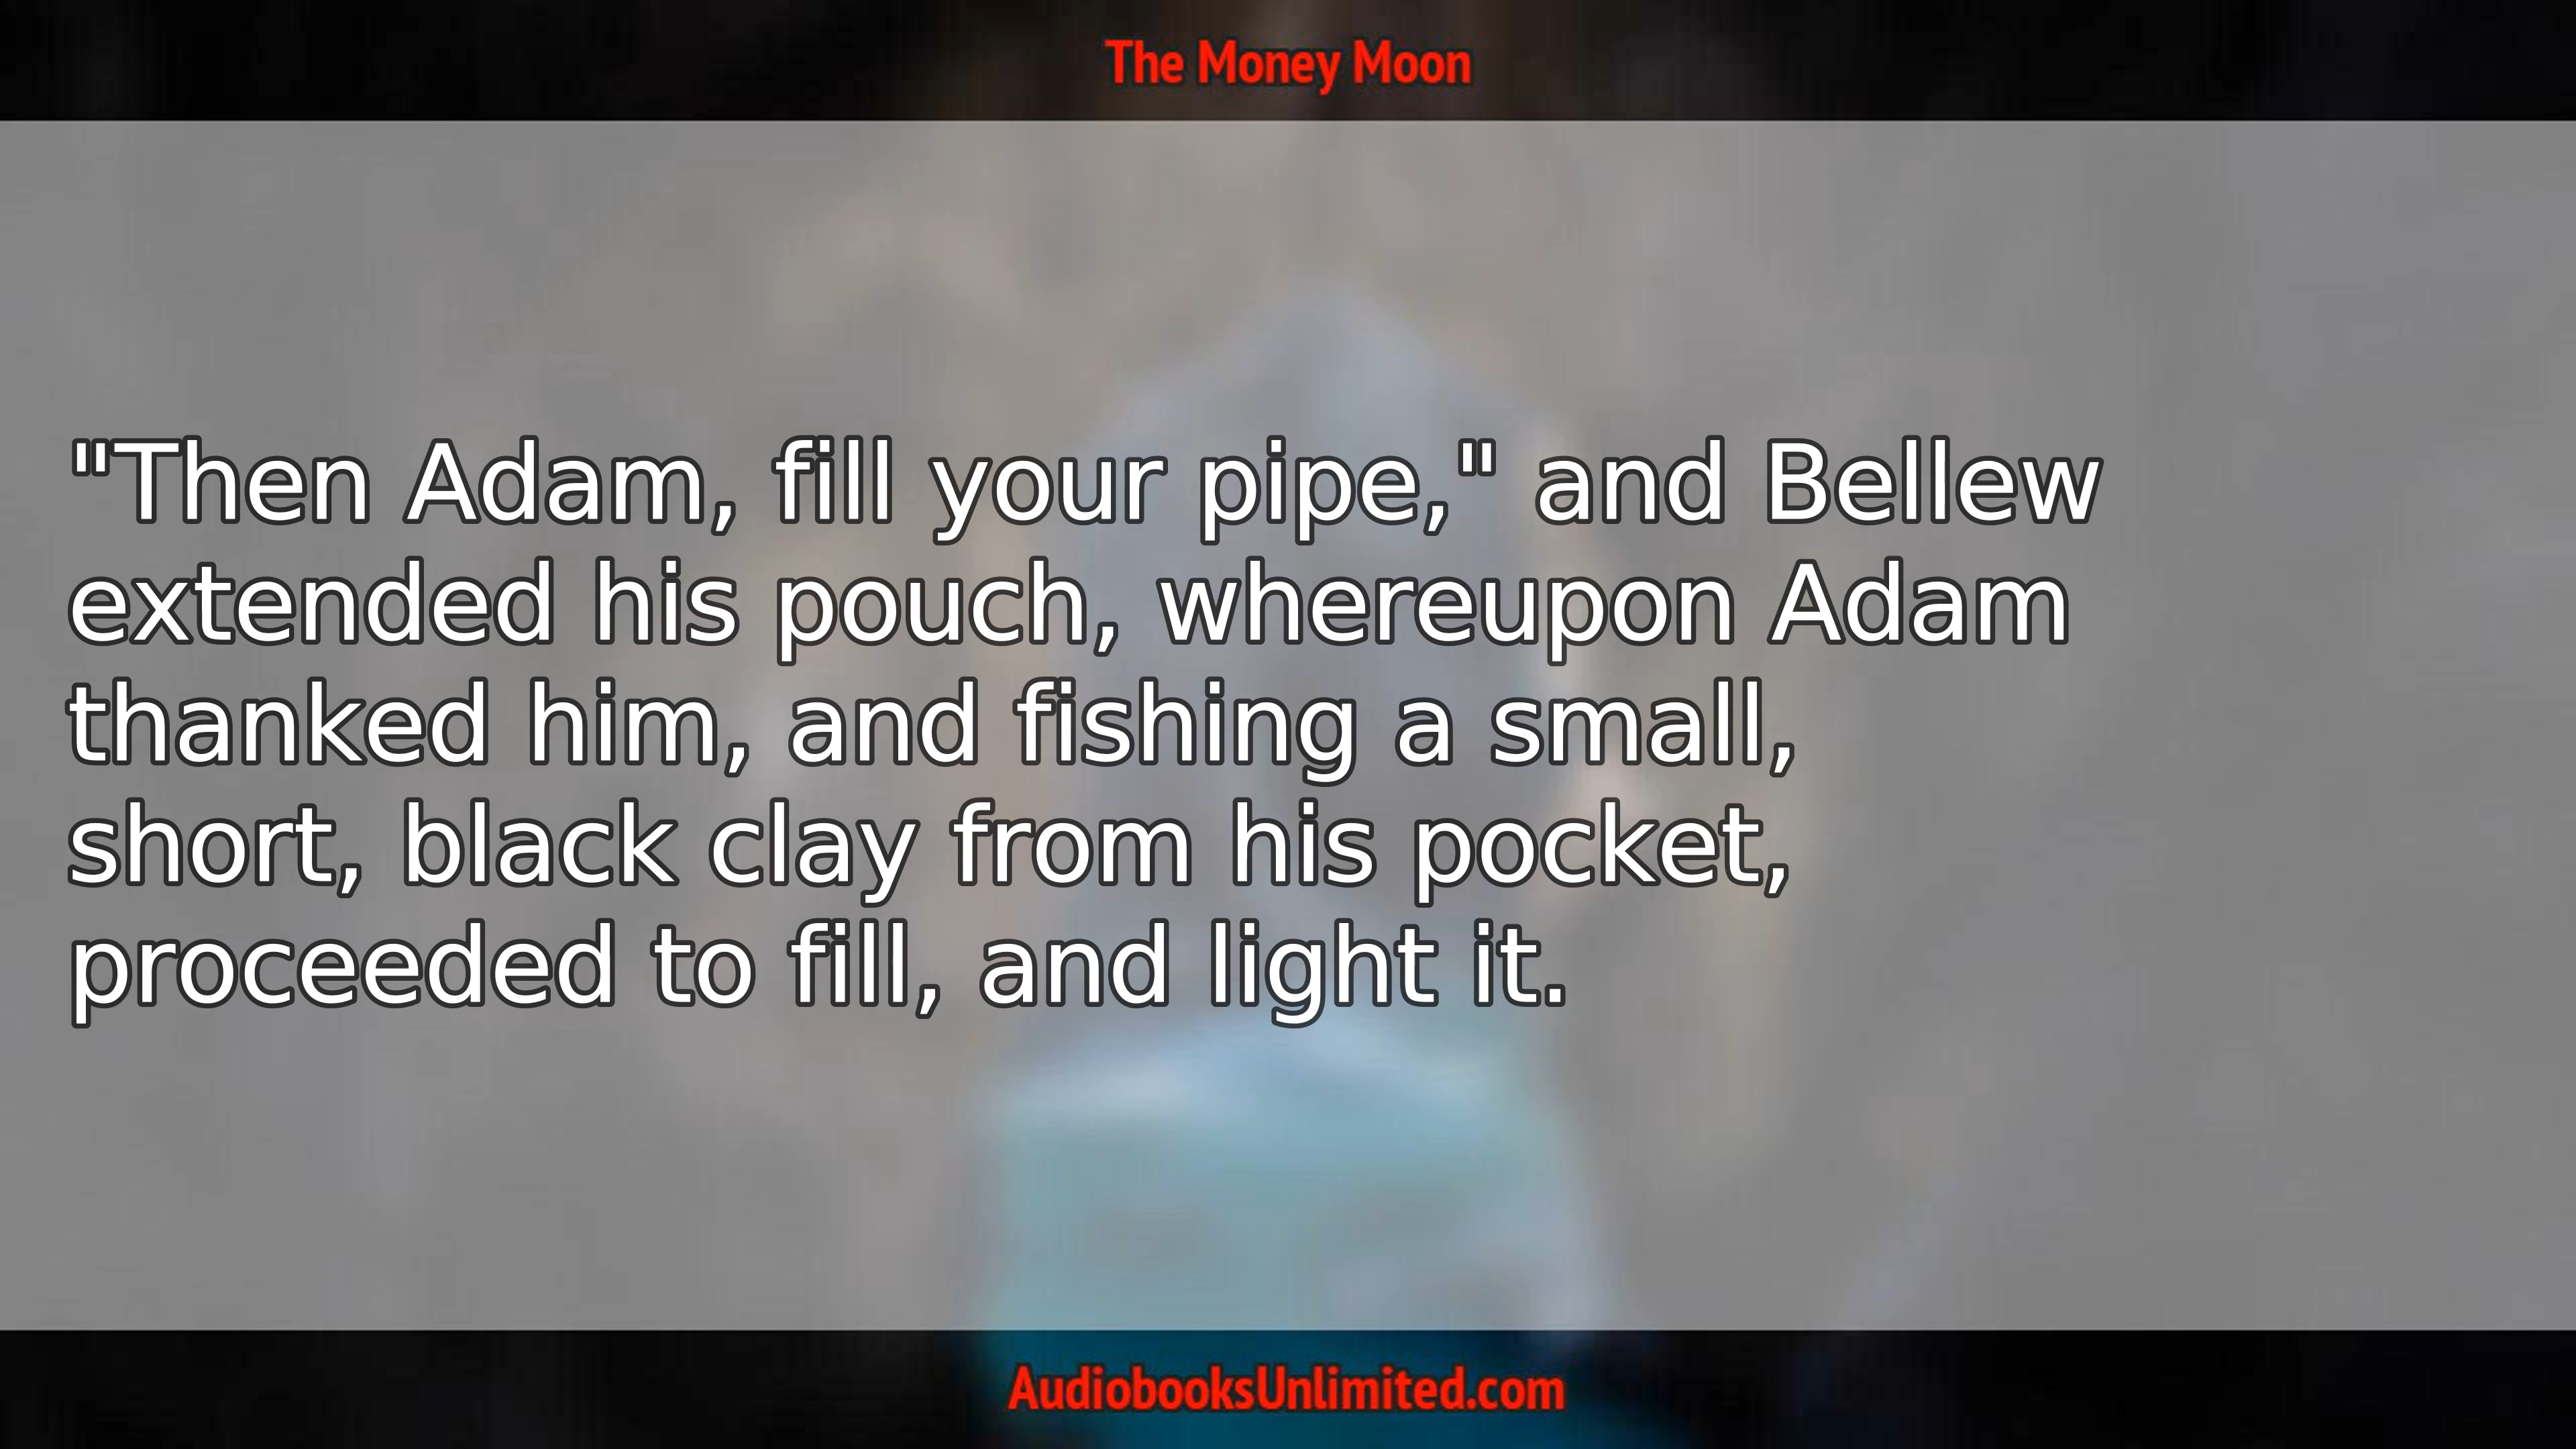 The Money Moon
"Then Adam, fill your pipe," and Bellew
extended his pouch, whereupon Adam
thanked him, and fishing a small,
short, black clay from his pocket,
proceeded to fill, and light it.
AudiobooksUnlimited.com